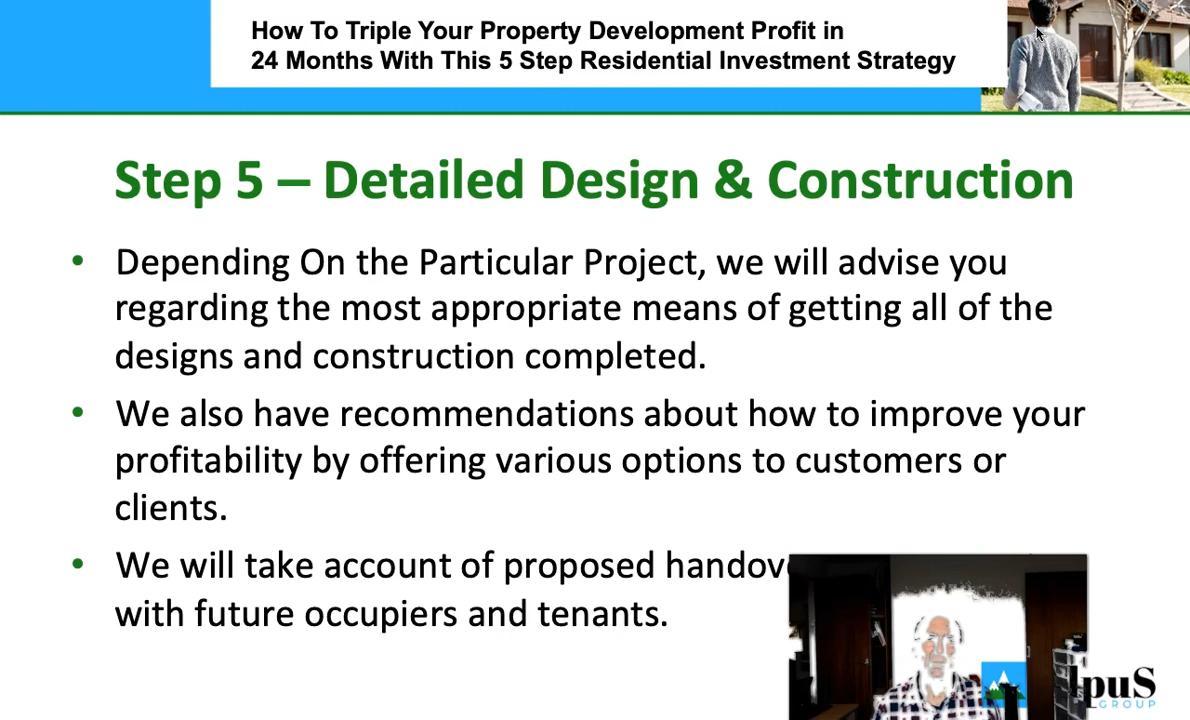 How To Triple Your Property Development Profit in
24 Months With This 5 Step Residential Investment Strategy
Step 5 – Detailed Design & Construction
• Depending On the Particular Project, we will advise you
regarding the most appropriate means of getting all of the
designs and construction completed.
• We also have recommendations about how to improve your
profitability by offering various options to customers or
clients.
• We will take account of proposed
with future occupiers and tenants.
GROUP